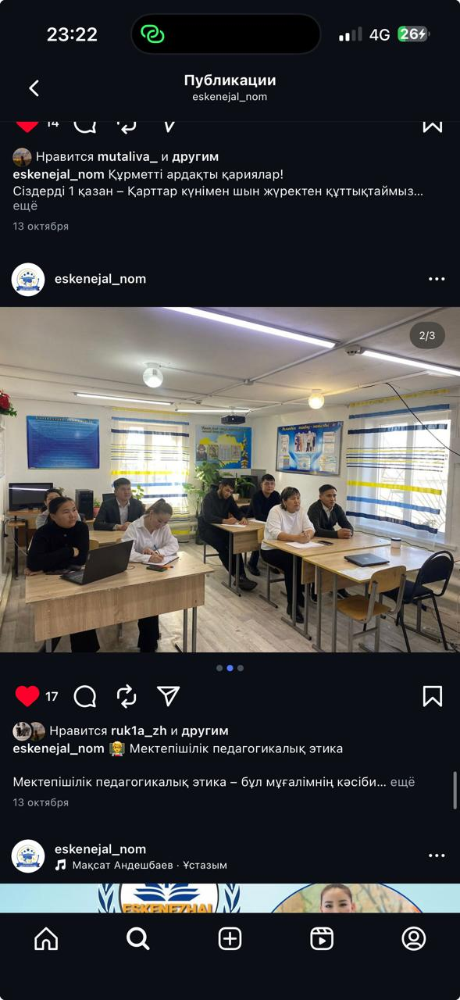 23:22
4G
26
Публикации
eskenejal_nom
14
Нравится mutaliva_ и другим
eskenejal_nom Құрметті ардақты қариялар!
Сіздерді 1 қазан – Қарттар күнімен шын жүректен құттықтаймыз...
ещё
13 октября
eskenejal_nom
2/3
17
Нравится ruk1a_zh и другим
eskenejal_nom 🧑‍🏫 Мектепішілік педагогикалық этика
Мектепішілік педагогикалық этика – бұл мұғалімнің кәсіби... ещё
13 октября
eskenejal_nom
Мақсат Андешбаев · Ұстазым
ESKENEZHAL